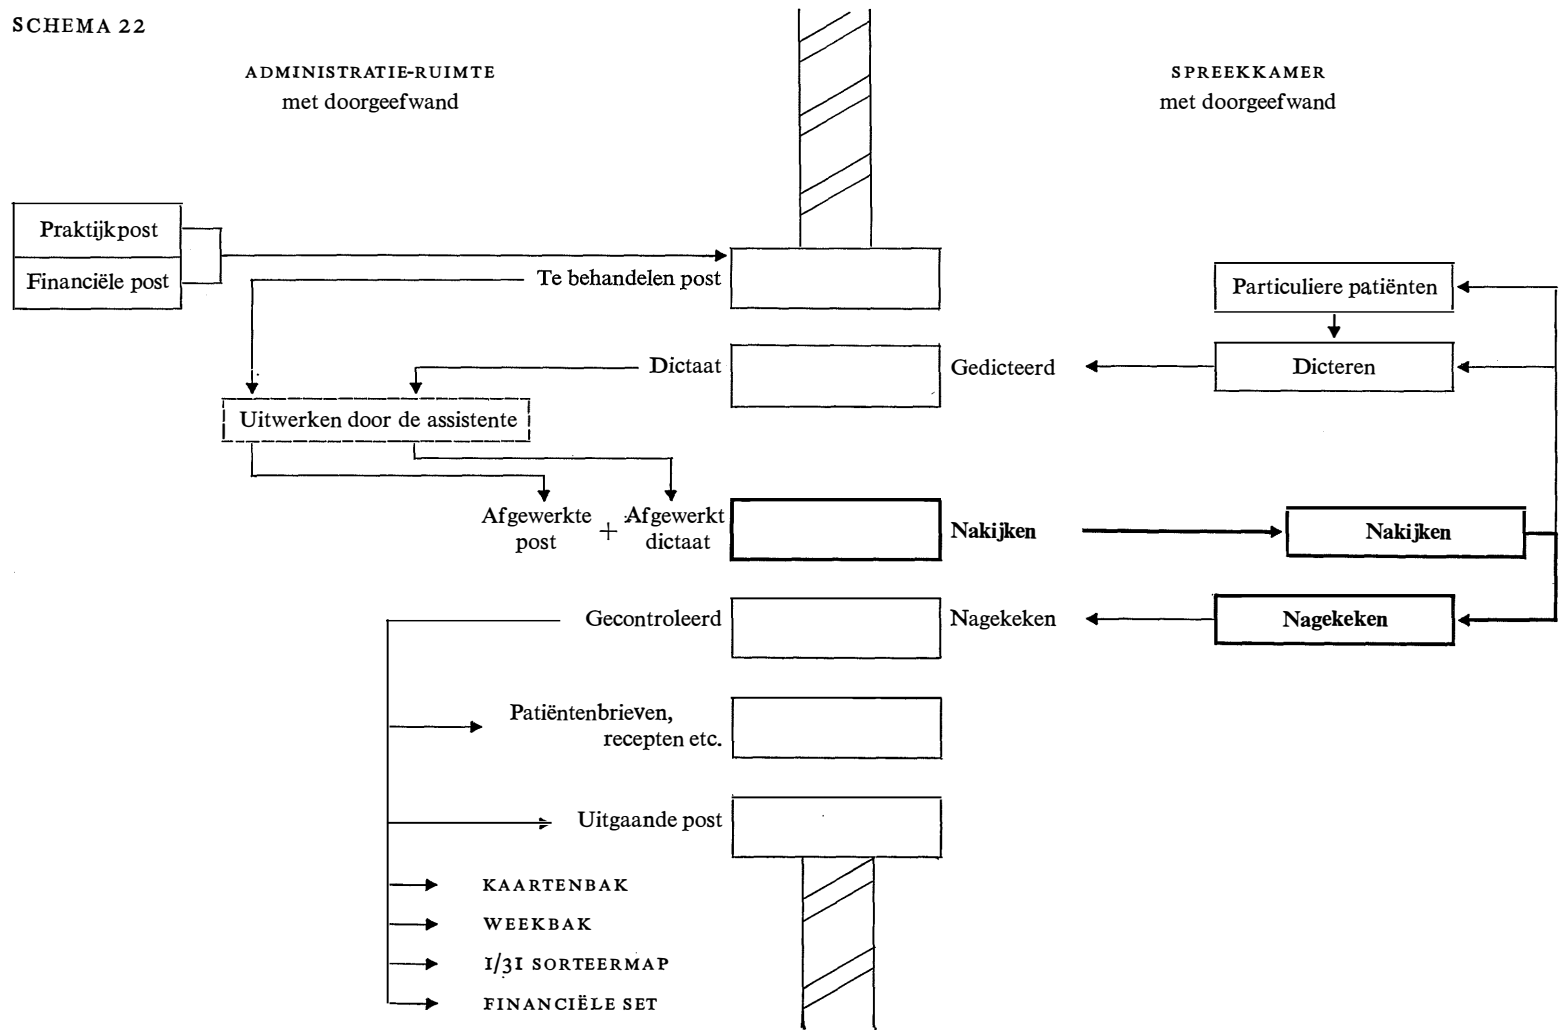 SCHEMA 22
ADMINISTRATIE-RUIMTE
met doorgeefwand
SPREEKKAMER
met doorgeefwand
Praktijkpost
Financiële post
Te behandelen post
Particuliere patiënten
Dictaat
Gedicteerd
Dicteren
Uitwerken door de assistente
Afgewerkte
post
+
Afgewerkt
dictaat
Nakijken
Nakijken
Gecontroleerd
Nagekeken
Nagekeken
Patiëntenbrieven,
recepten etc.
Uitgaande post
KAARTENBAK
WEEKBAK
1/31 SORTEERMAP
FINANCIËLE SET